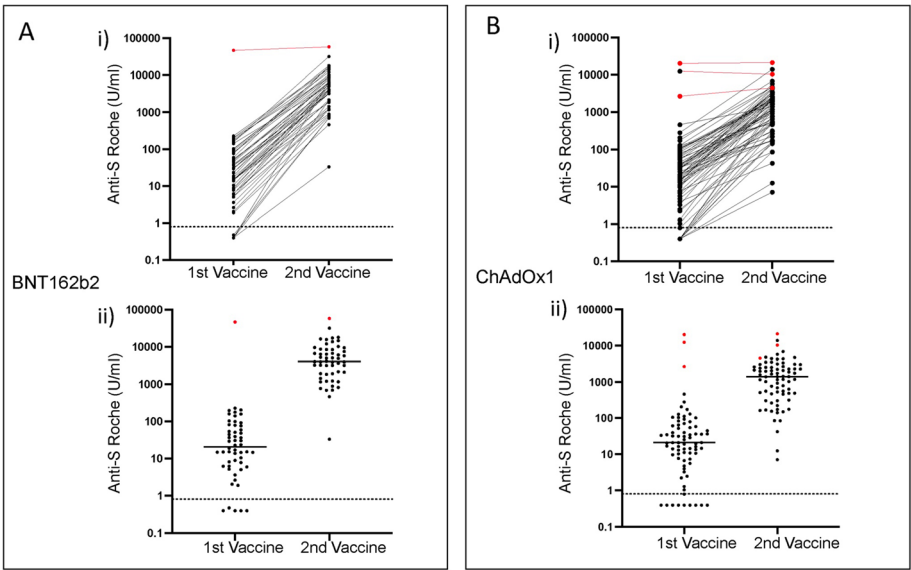 A
i)
Anti-S Roche (U/ml)
100000
10000
1000
100
10
1
0.1
1st Vaccine 2nd Vaccine
BNT162b2
ii)
Anti-S Roche (U/ml)
100000
10000
1000
100
10
1
0.1
1st Vaccine 2nd Vaccine
B
i)
Anti-S Roche (U/ml)
100000
10000
1000
100
10
1
0.1
1st Vaccine 2nd Vaccine
ChAdOx1
ii)
Anti-S Roche (U/ml)
100000
10000
1000
100
10
1
0.1
1st Vaccine 2nd Vaccine